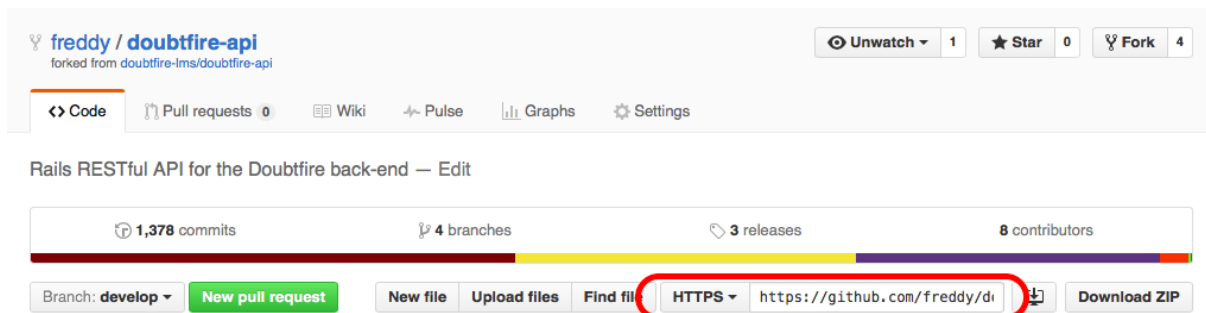 freddy / doubtfire-api
forked from doubtfire-lms/doubtfire-api
Unwatch 1 Star 0 Fork 4
Code Pull requests 0 Wiki Pulse Graphs Settings
Rails RESTful API for the Doubtfire back-end — Edit
1,378 commits 4 branches 3 releases 8 contributors
Branch: develop New pull request New file Upload files Find file HTTPS https://github.com/freddy/d Download ZIP